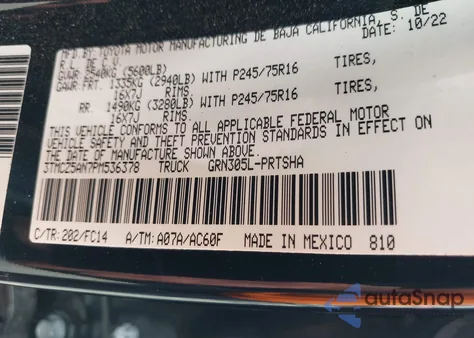 MFD. BY: TOYOTA MOTOR MANUFACTURING DE BAJA CALIFORNIA, S. DE
R.L. DE C.V. DATE: 10/22
GVWR: 2540KG (5600LB)
GAWR: FRT. 1335KG (2940LB) WITH P245/75R16 TIRES,
16X7J RIMS.
RR. 1490KG (3280LB) WITH P245/75R16 TIRES,
16X7J RIMS.
THIS VEHICLE CONFORMS TO ALL APPLICABLE FEDERAL MOTOR
VEHICLE SAFETY AND THEFT PREVENTION STANDARDS IN EFFECT ON
THE DATE OF MANUFACTURE SHOWN ABOVE.
3TMCZ5AN7PM536378 TRUCK GRN305L-PRTSHA
C/TR: 202/FC14 A/TM: A07A/AC60F MADE IN MEXICO 810
autoSnap